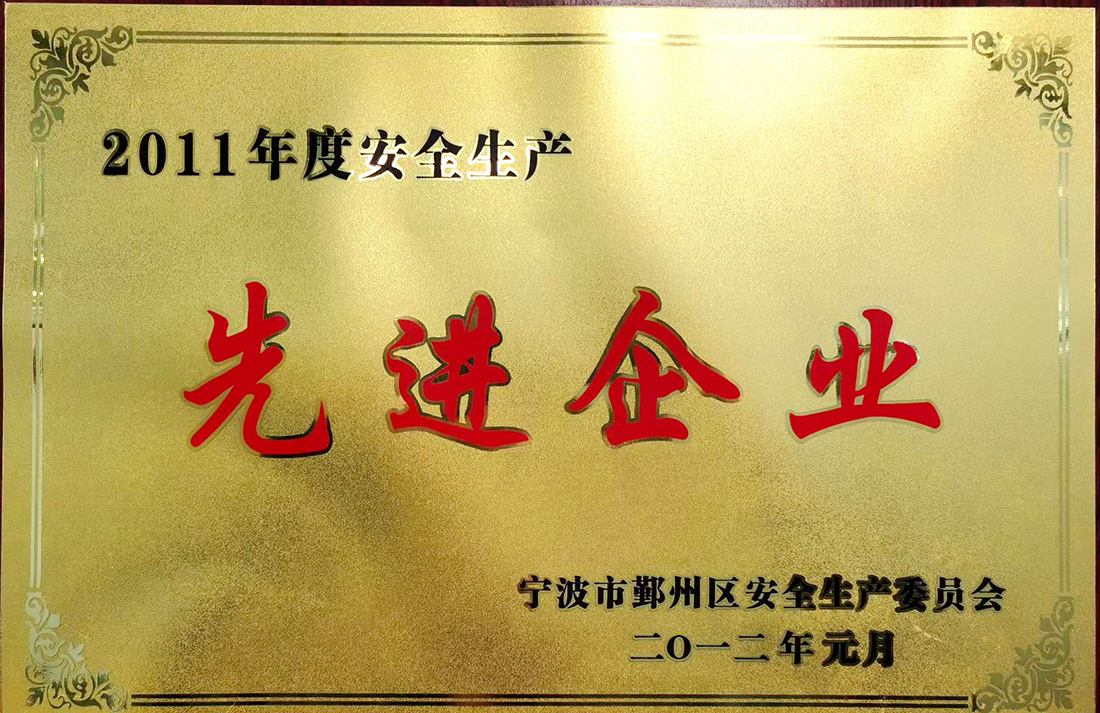 2011年度安全生产
先进企业
宁波市鄞州区安全生产委员会
二O一二年元月